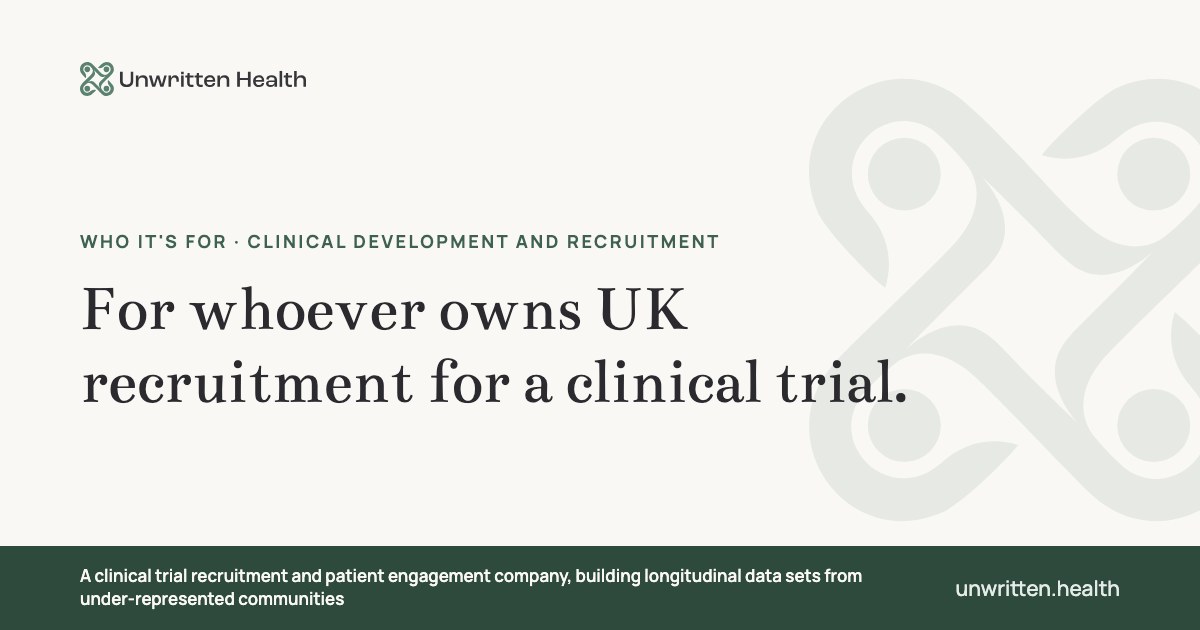 Unwritten Health
WHO IT'S FOR · CLINICAL DEVELOPMENT AND RECRUITMENT
For whoever owns UK
recruitment for a clinical trial.
A clinical trial recruitment and patient engagement company, building longitudinal data sets from
under-represented communities
unwritten.health